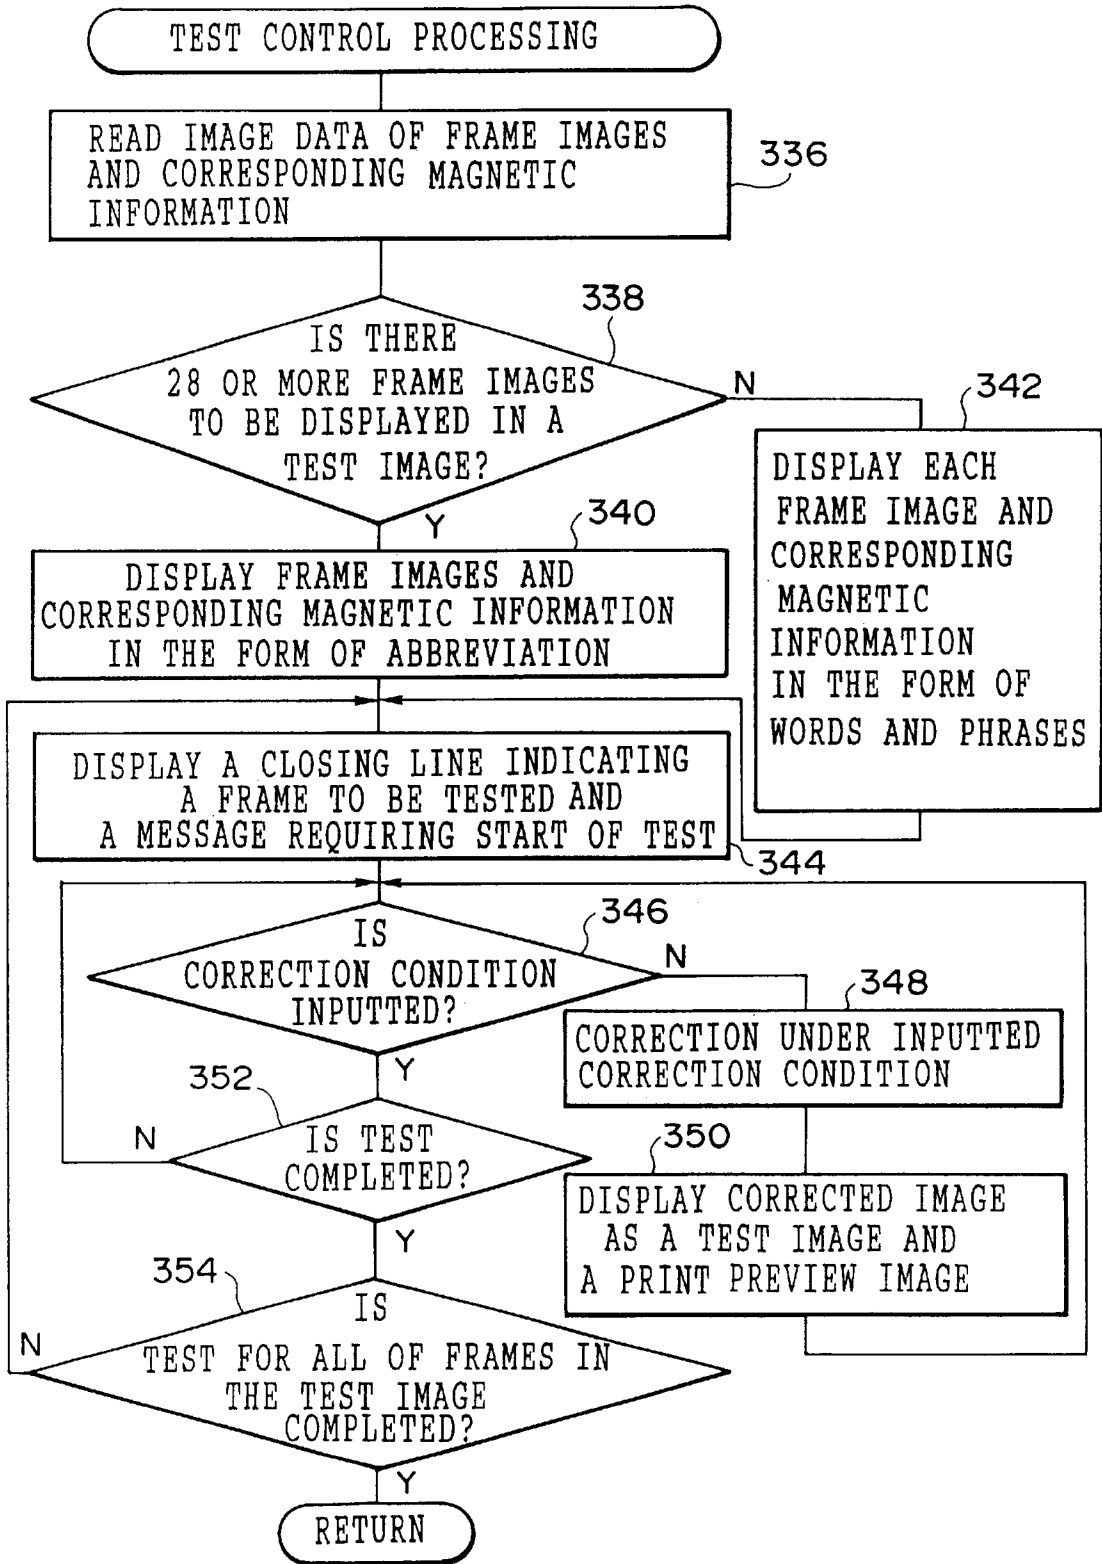 TEST CONTROL PROCESSING
READ IMAGE DATA OF FRAME IMAGES
AND CORRESPONDING MAGNETIC
INFORMATION
336
338
IS THERE
28 OR MORE FRAME IMAGES
TO BE DISPLAYED IN A
TEST IMAGE?
N
Y
342
DISPLAY EACH
FRAME IMAGE AND
CORRESPONDING
MAGNETIC
INFORMATION
IN THE FORM OF
WORDS AND PHRASES
340
DISPLAY FRAME IMAGES AND
CORRESPONDING MAGNETIC INFORMATION
IN THE FORM OF ABBREVIATION
DISPLAY A CLOSING LINE INDICATING
A FRAME TO BE TESTED AND
A MESSAGE REQUIRING START OF TEST
344
346
IS
CORRECTION CONDITION
INPUTTED?
N
Y
348
CORRECTION UNDER INPUTTED
CORRECTION CONDITION
350
DISPLAY CORRECTED IMAGE
AS A TEST IMAGE AND
A PRINT PREVIEW IMAGE
352
N
IS TEST
COMPLETED?
Y
354
N
IS
TEST FOR ALL OF FRAMES IN
THE TEST IMAGE
COMPLETED?
Y
RETURN